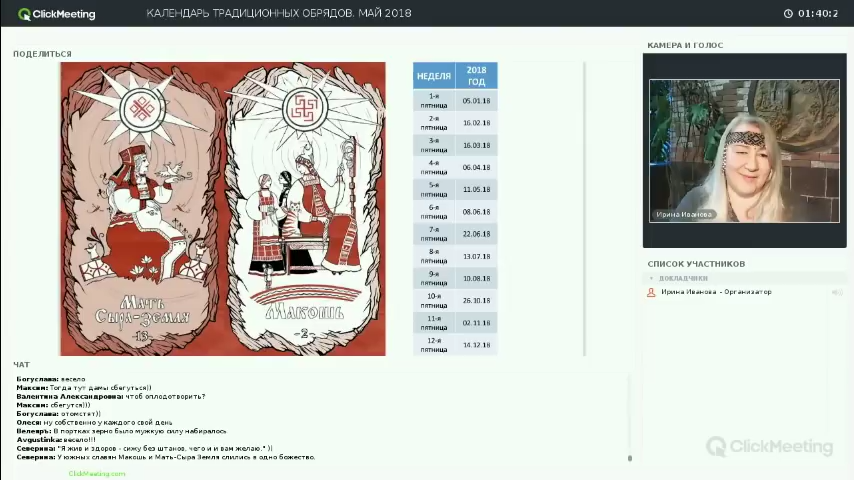 ClickMeeting
КАЛЕНДАРЬ ТРАДИЦИОННЫХ ОБРЯДОВ. МАЙ 2018
01:40:2
ПОДЕЛИТЬСЯ
Мать
Сыра-Земля
-13-
Макошь
-2-
НЕДЕЛЯ 2018 ГОД
1-я пятница 05.01.18
2-я пятница 16.02.18
3-я пятница 16.03.18
4-я пятница 06.04.18
5-я пятница 11.05.18
6-я пятница 08.06.18
7-я пятница 22.06.18
8-я пятница 13.07.18
9-я пятница 10.08.18
10-я пятница 26.10.18
11-я пятница 02.11.18
12-я пятница 14.12.18
КАМЕРА И ГОЛОС
Ирина Иванова
СПИСОК УЧАСТНИКОВ
ДОКЛАДЧИКИ
Ирина Иванова - Организатор
ЧАТ
Богуслава: весело
Максим: Тогда тут дамы сбегуться))
Валентина Александровна: чтоб оплодотворить?
Максим: сбегутся)))
Богуслава: отомстят))
Олеся: ну собственно у каждого свой день
Велеяръ: В портках зерно было мужкую силу набиралось
Avgustinka: весело!!!
Северина: "Я жив и здоров - сижу без штанов, чего и и вам желаю." ))
Северина: У южных славян Макошь и Мать-Сыра Земля слились в одно божество.
ClickMeeting.com
ClickMeeting